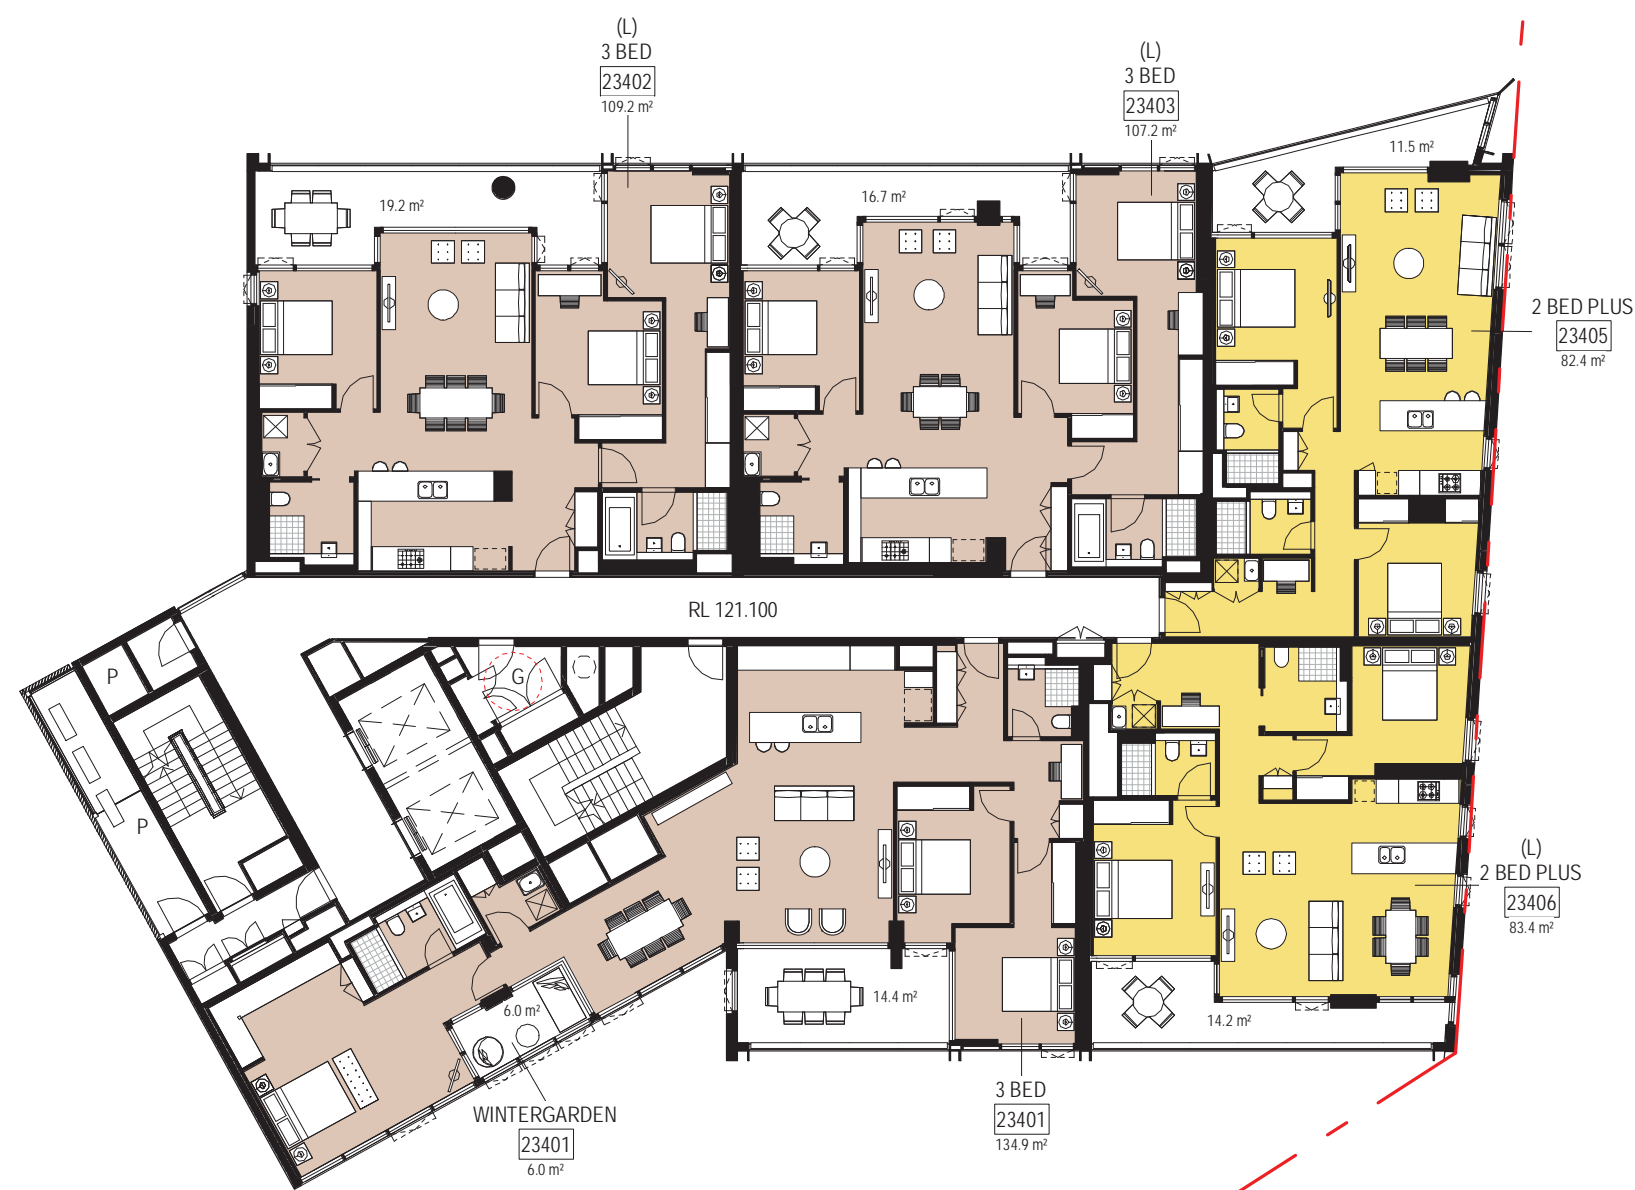 (L)
3 BED
23402
109.2 m²
(L)
3 BED
23403
107.2 m²
11.5 m²
19.2 m²
16.7 m²
2 BED PLUS
23405
82.4 m²
RL 121.100
P
G
P
(L)
2 BED PLUS
23406
83.4 m²
14.4 m²
6.0 m²
14.2 m²
3 BED
23401
134.9 m²
WINTERGARDEN
23401
6.0 m²